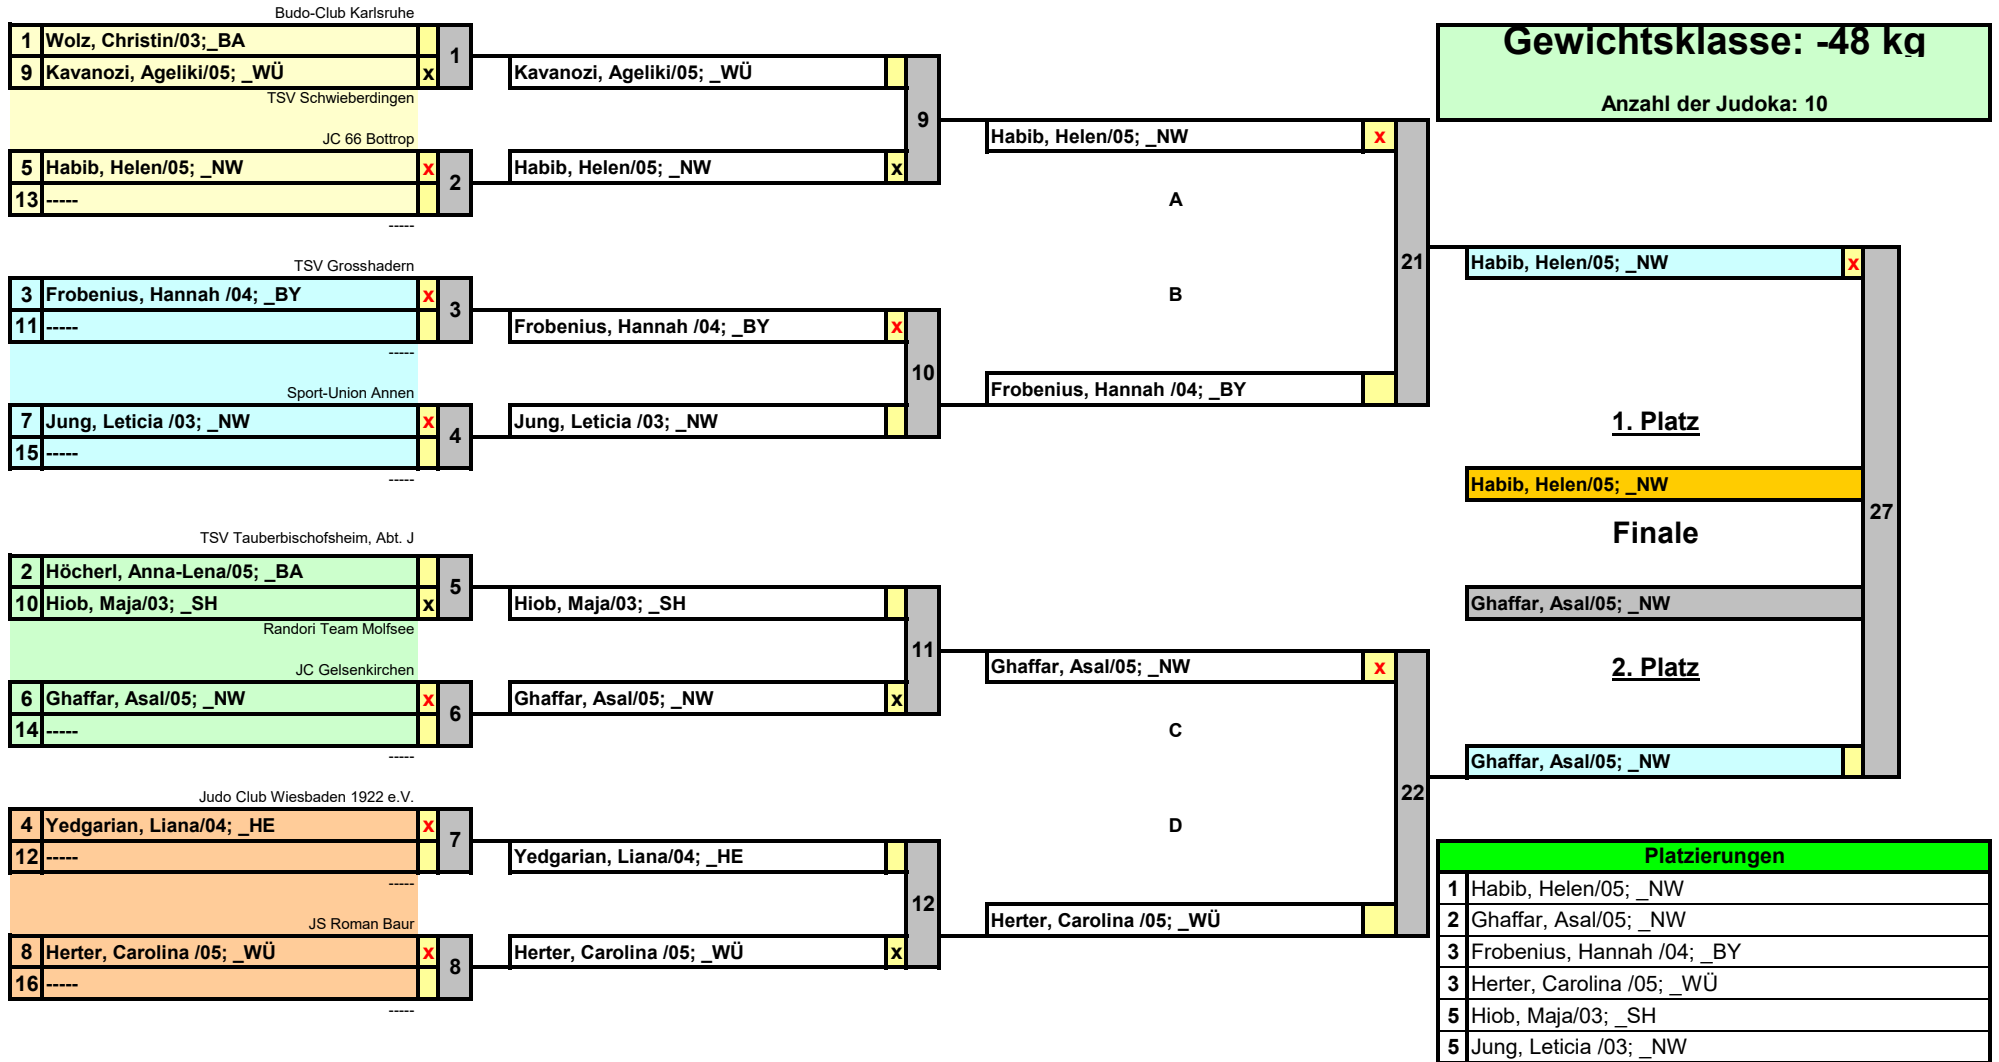 Budo-Club Karlsruhe
1 Wolz, Christin/03;_BA
9 Kavanozi, Ageliki/05; _WÜ x
1
TSV Schwieberdingen
JC 66 Bottrop
5 Habib, Helen/05; _NW x
13 -----
2
-----
TSV Grosshadern
3 Frobenius, Hannah /04; _BY x
11 -----
3
-----
Sport-Union Annen
7 Jung, Leticia /03; _NW x
15 -----
4
-----
TSV Tauberbischofsheim, Abt. J
2 Höcherl, Anna-Lena/05; _BA
10 Hiob, Maja/03; _SH x
5
Randori Team Molfsee
JC Gelsenkirchen
6 Ghaffar, Asal/05; _NW x
14 -----
6
-----
Judo Club Wiesbaden 1922 e.V.
4 Yedgarian, Liana/04; _HE x
12 -----
7
-----
JS Roman Baur
8 Herter, Carolina /05; _WÜ x
16 -----
8
-----
Kavanozi, Ageliki/05; _WÜ
9
Habib, Helen/05; _NW x
Frobenius, Hannah /04; _BY x
10
Jung, Leticia /03; _NW
Hiob, Maja/03; _SH
11
Ghaffar, Asal/05; _NW x
Yedgarian, Liana/04; _HE
12
Herter, Carolina /05; _WÜ x
Habib, Helen/05; _NW x
A
21
B
Frobenius, Hannah /04; _BY
Ghaffar, Asal/05; _NW x
C
22
D
Herter, Carolina /05; _WÜ
Gewichtsklasse: -48 kg
Anzahl der Judoka: 10
Habib, Helen/05; _NW x
1. Platz
Habib, Helen/05; _NW
27
Finale
Ghaffar, Asal/05; _NW
2. Platz
Ghaffar, Asal/05; _NW
Platzierungen
1 Habib, Helen/05; _NW
2 Ghaffar, Asal/05; _NW
3 Frobenius, Hannah /04; _BY
3 Herter, Carolina /05; _WÜ
5 Hiob, Maja/03; _SH
5 Jung, Leticia /03; _NW